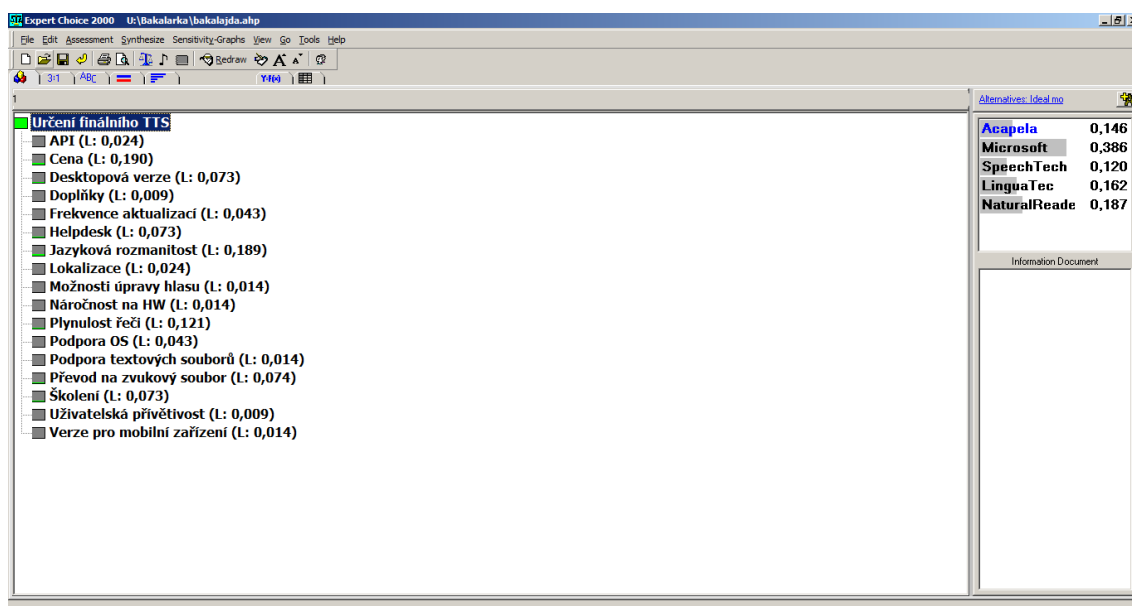 Expert Choice 2000 U:\Bakalarka\bakalajda.ahp
File Edit Assessment Synthesize Sensitivity-Graphs View Go Tools Help
Redraw A A
3:1 ABC Y=f(x)
1 1
Alternatives: Ideal mo
Určení finálního TTS
API (L: 0,024)
Cena (L: 0,190)
Desktopová verze (L: 0,073)
Doplňky (L: 0,009)
Frekvence aktualizací (L: 0,043)
Helpdesk (L: 0,073)
Jazyková rozmanitost (L: 0,189)
Lokalizace (L: 0,024)
Možnosti úpravy hlasu (L: 0,014)
Náročnost na HW (L: 0,014)
Plynulost řeči (L: 0,121)
Podpora OS (L: 0,043)
Podpora textových souborů (L: 0,014)
Převod na zvukový soubor (L: 0,074)
Školení (L: 0,073)
Uživatelská přívětivost (L: 0,009)
Verze pro mobilní zařízení (L: 0,014)
Acapela 0,146
Microsoft 0,386
SpeechTech 0,120
LinguaTec 0,162
NaturalReade 0,187
Information Document